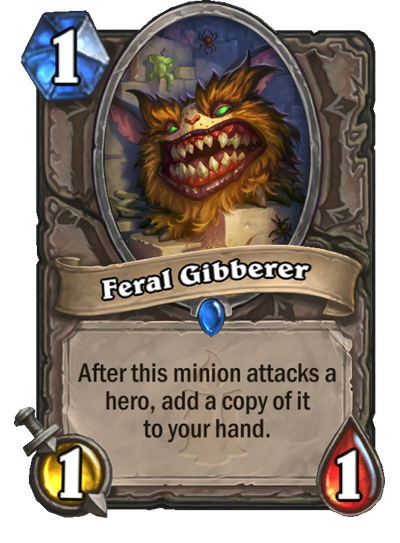 1
Feral Gibberer
After this minion attacks a
hero, add a copy of it
to your hand.
1
1